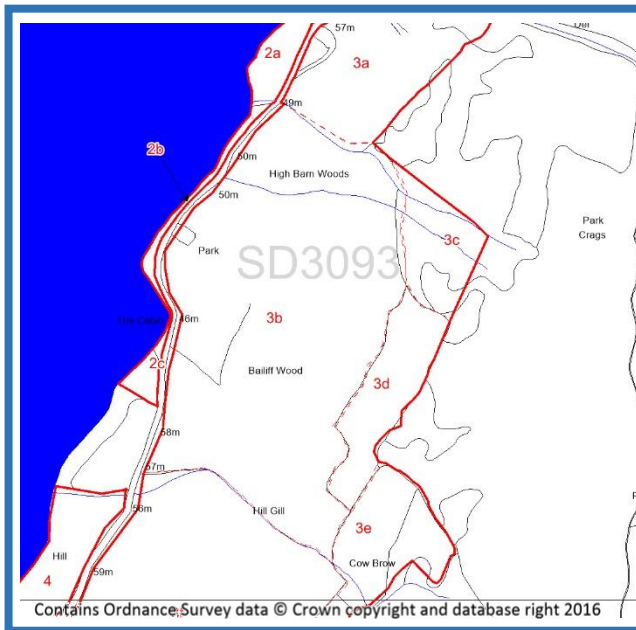 57m
2a
3a
49m
2b
50m
High Barn Woods
50m
Park
Crags
3c
Park
SD3093
46m
3b
2c
3d
Bailiff Wood
58m
57m
56m
Hill Gill
3e
Hill
Cow Brow
4
59m
Contains Ordnance Survey data © Crown copyright and database right 2016